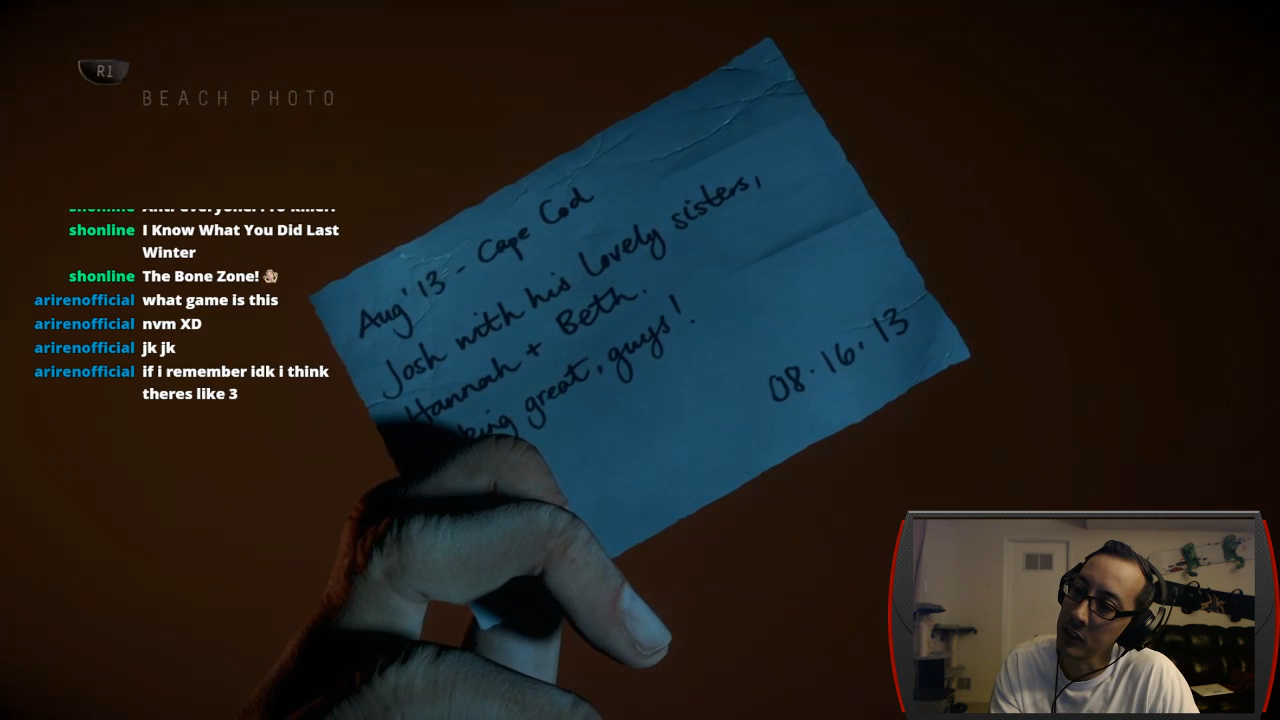 R1
BEACH PHOTO
shonline I Know What You Did Last
Winter
shonline The Bone Zone!
arirenofficial what game is this
arirenofficial nvm XD
arirenofficial jk jk
arirenofficial if i remember idk i think
theres like 3
Aug '13 - Cape Cod
Josh with his lovely sisters,
Hannah + Beth.
great, guys!
08.16.13